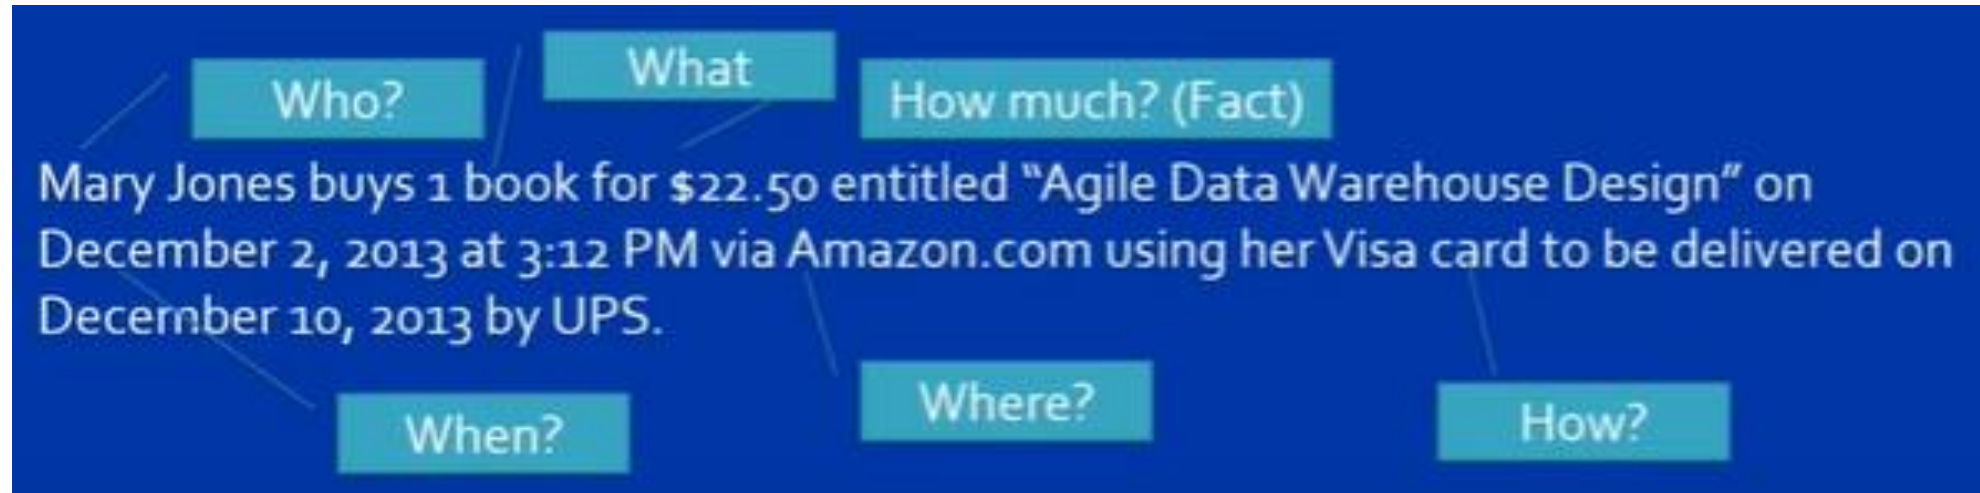 What
Who?
How much? (Fact)
Mary Jones buys 1 book for $22.50 entitled “Agile Data Warehouse Design” on
December 2, 2013 at 3:12 PM via Amazon.com using her Visa card to be delivered on
December 10, 2013 by UPS.
Where?
How?
When?